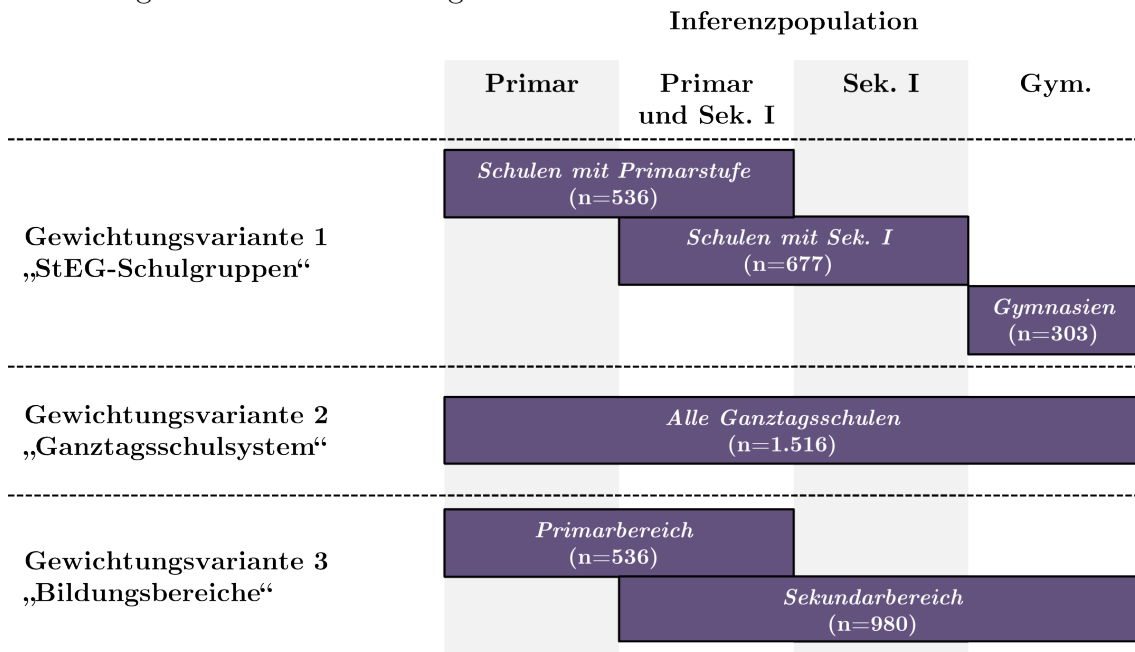 Inferenzpopulation
Primar
Primar
und Sek. I
Sek. I
Gym.
Schulen mit Primarstufe
(n=536)
Gewichtungsvariante 1
„StEG-Schulgruppen“
Schulen mit Sek. I
(n=677)
Gymnasien
(n=303)
Gewichtungsvariante 2
„Ganztagsschulsystem“
Alle Ganztagsschulen
(n=1.516)
Gewichtungsvariante 3
„Bildungsbereiche“
Primarbereich
(n=536)
Sekundarbereich
(n=980)